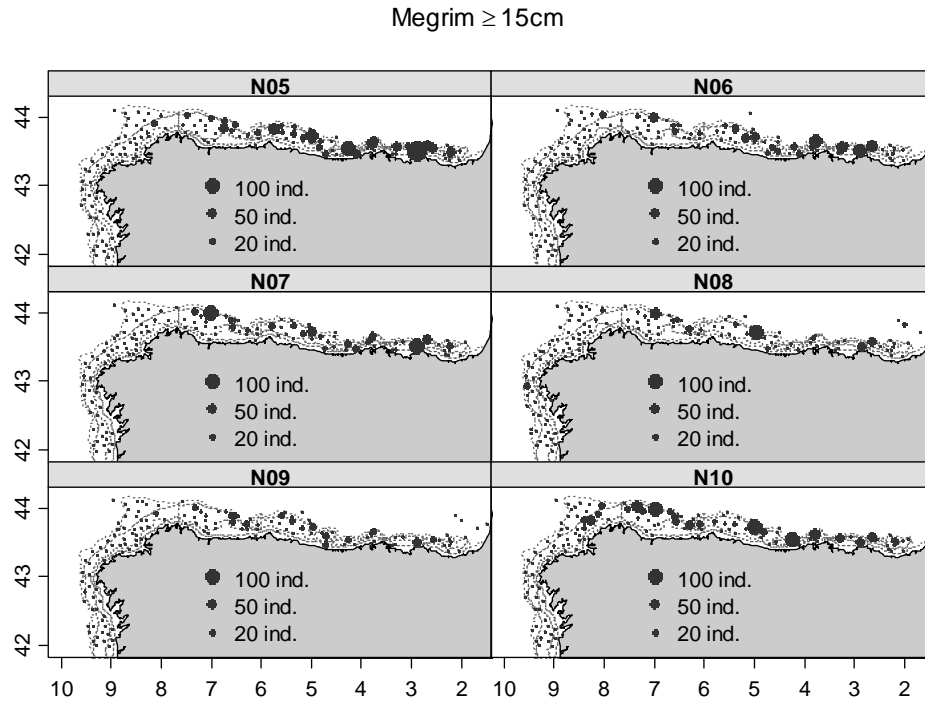 Megrim ≥ 15cm
N05 N06
44
43
42
100 ind. 100 ind.
50 ind. 50 ind.
20 ind. 20 ind.
N07 N08
44
43
42
100 ind. 100 ind.
50 ind. 50 ind.
20 ind. 20 ind.
N09 N10
44
43
42
100 ind. 100 ind.
50 ind. 50 ind.
20 ind. 20 ind.
10 9 8 7 6 5 4 3 2 10 9 8 7 6 5 4 3 2